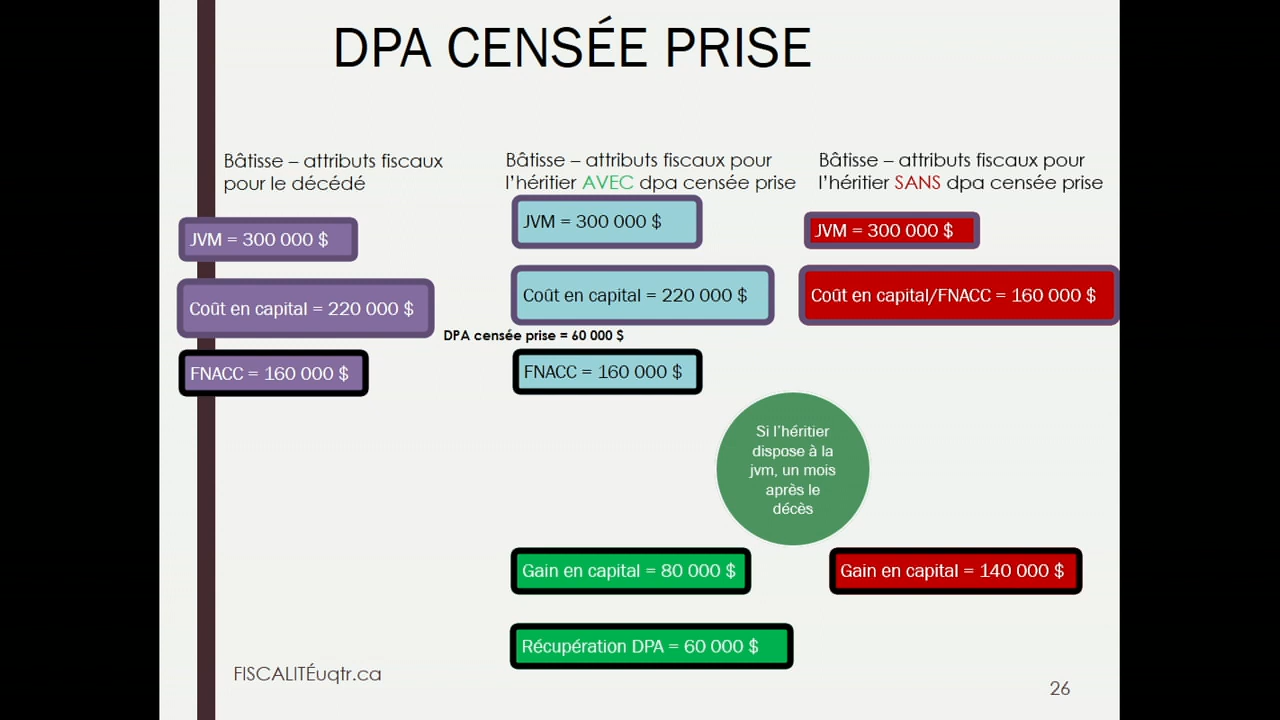 DPA CENSÉE PRISE
Bâtisse – attributs fiscaux
pour le décédé
JVM = 300 000 $
Coût en capital = 220 000 $
FNACC = 160 000 $
Bâtisse – attributs fiscaux pour
l'héritier AVEC dpa censée prise
JVM = 300 000 $
Coût en capital = 220 000 $
DPA censée prise = 60 000 $
FNACC = 160 000 $
Bâtisse – attributs fiscaux pour
l'héritier SANS dpa censée prise
JVM = 300 000 $
Coût en capital/FNACC = 160 000 $
Si l'héritier
dispose à la
jvm, un mois
après le
décès
Gain en capital = 80 000 $
Gain en capital = 140 000 $
Récupération DPA = 60 000 $
FISCALITÉuqtr.ca
26